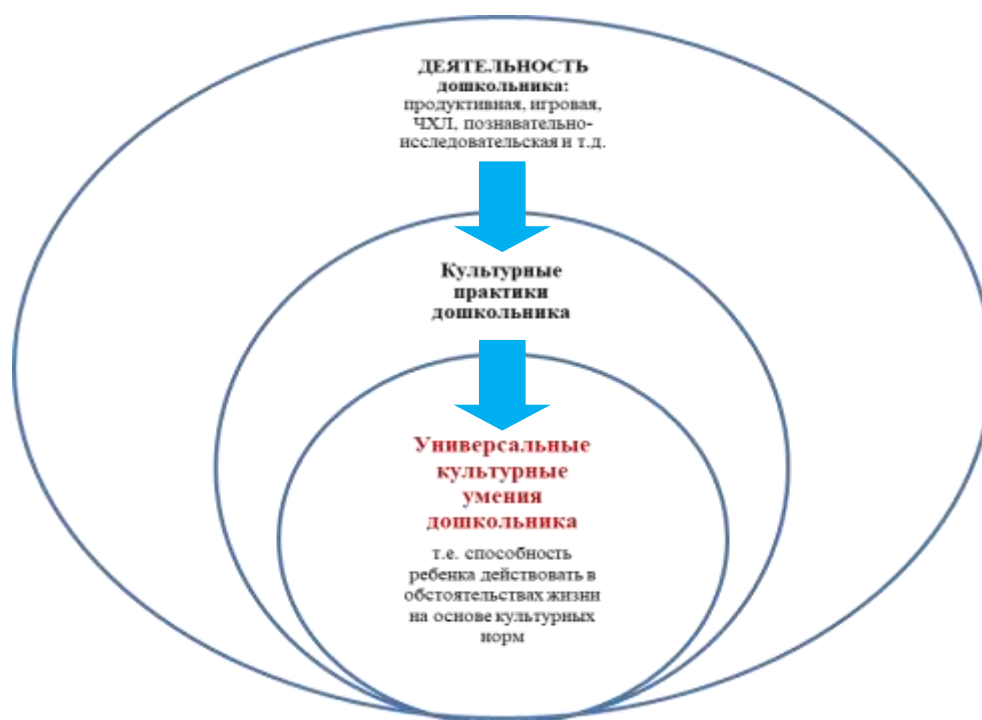 ДЕЯТЕЛЬНОСТЬ
дошкольника:
продуктивная, игровая,
ЧХЛ, познавательно-
исследовательская и т.д.
Культурные
практики
дошкольника
Универсальные
культурные
умения
дошкольника
т.е. способность
ребенка действовать в
обстоятельствах жизни
на основе культурных
норм